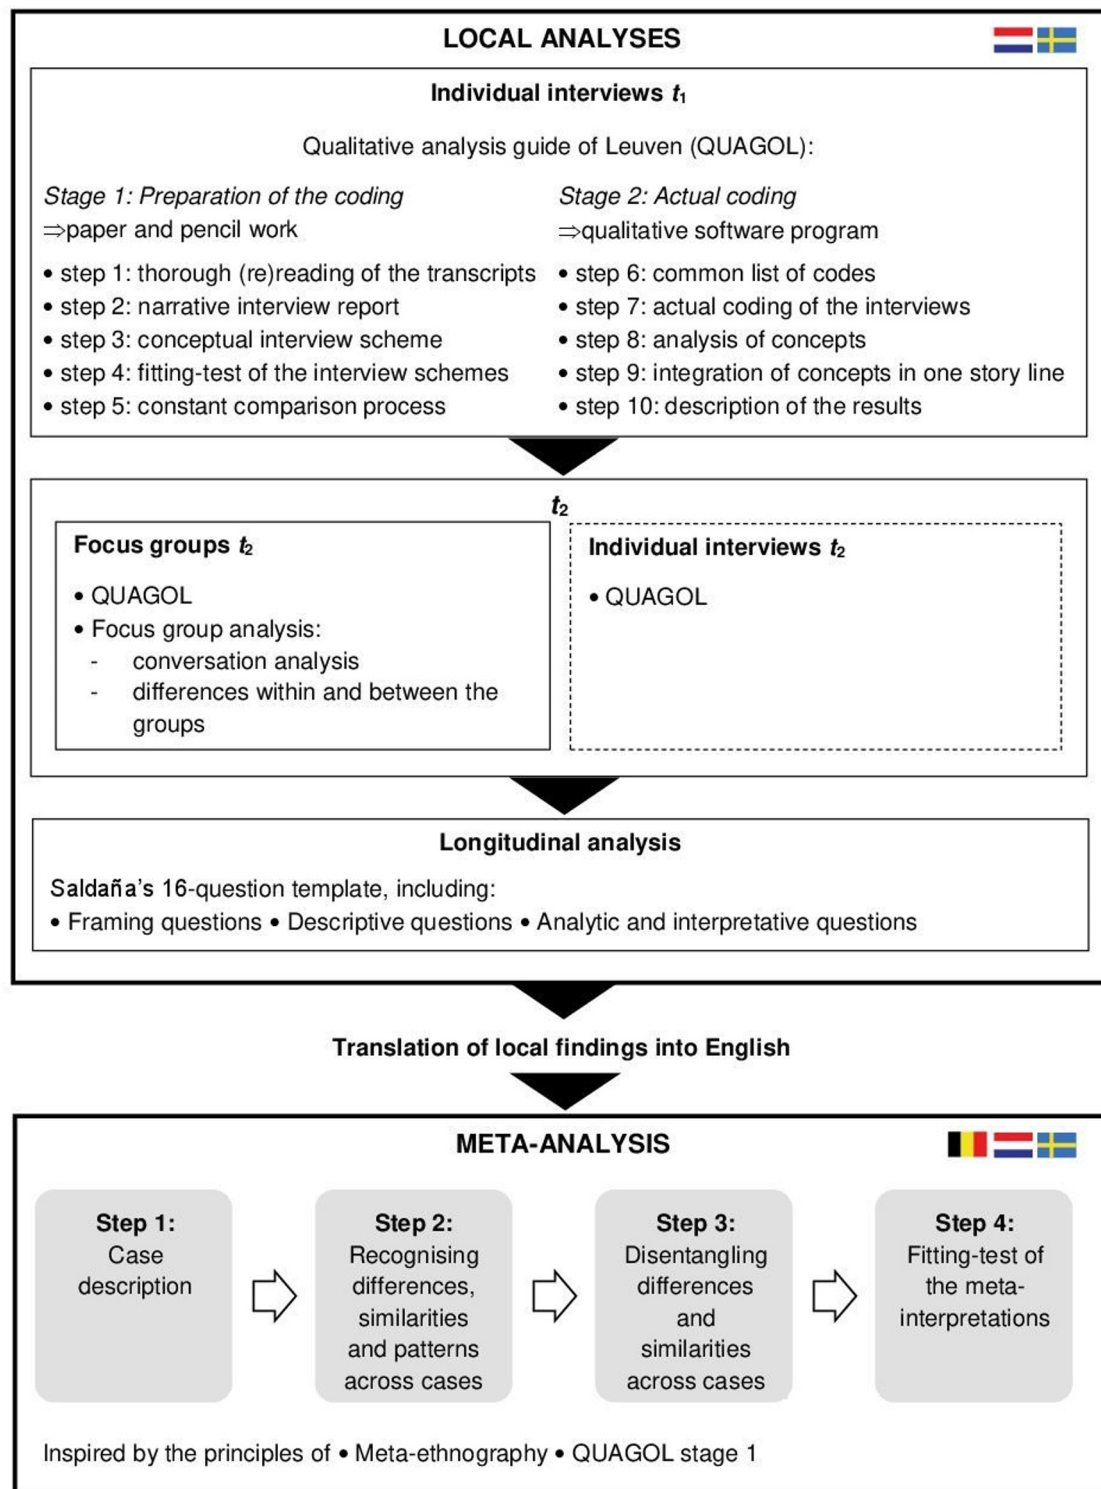 LOCAL ANALYSES
Individual interviews t1
Qualitative analysis guide of Leuven (QUAGOL):
Stage 1: Preparation of the coding
⇒paper and pencil work
• step 1: thorough (re)reading of the transcripts
• step 2: narrative interview report
• step 3: conceptual interview scheme
• step 4: fitting-test of the interview schemes
• step 5: constant comparison process
Stage 2: Actual coding
⇒qualitative software program
• step 6: common list of codes
• step 7: actual coding of the interviews
• step 8: analysis of concepts
• step 9: integration of concepts in one story line
• step 10: description of the results
t2
Focus groups t2
• QUAGOL
• Focus group analysis:
- conversation analysis
- differences within and between the
groups
Individual interviews t2
• QUAGOL
Longitudinal analysis
Saldaña's 16-question template, including:
• Framing questions • Descriptive questions • Analytic and interpretative questions
Translation of local findings into English
META-ANALYSIS
Step 1:
Case
description
Step 2:
Recognising
differences,
similarities
and patterns
across cases
Step 3:
Disentangling
differences
and
similarities
across cases
Step 4:
Fitting-test of
the meta-
interpretations
Inspired by the principles of • Meta-ethnography • QUAGOL stage 1